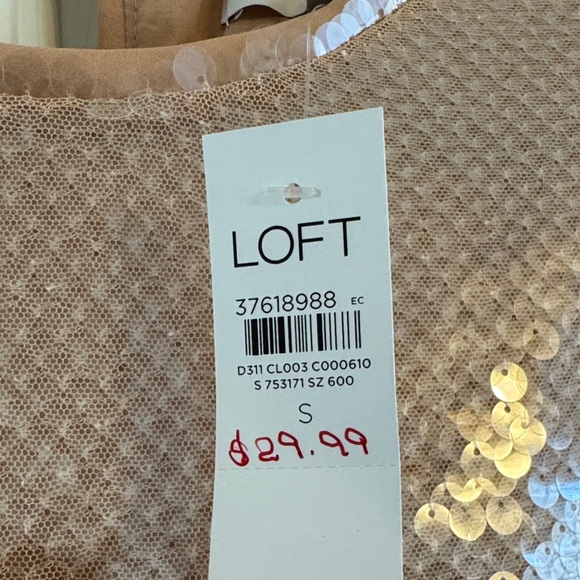 LOFT
37618988 EC
D311 CL003 C000610
S 753171 SZ 600
S
$29.99